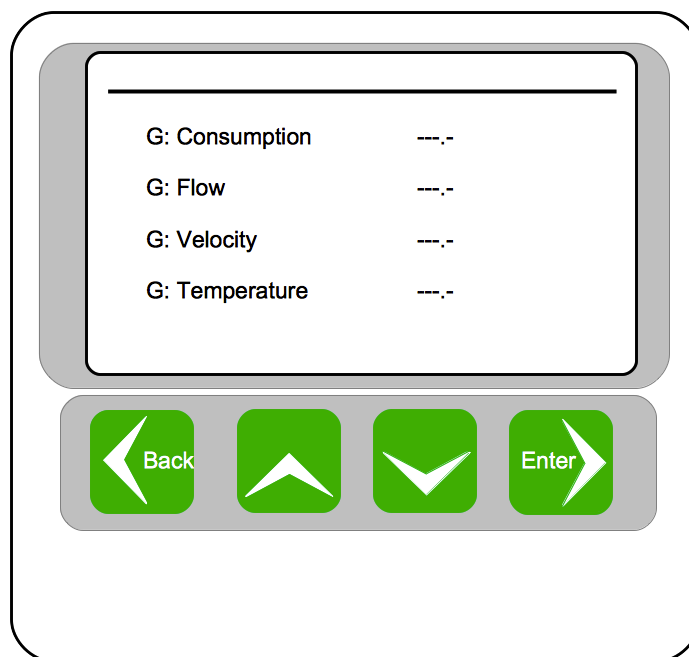 G: Consumption ---.-
G: Flow ---.-
G: Velocity ---.-
G: Temperature ---.-
Back Enter